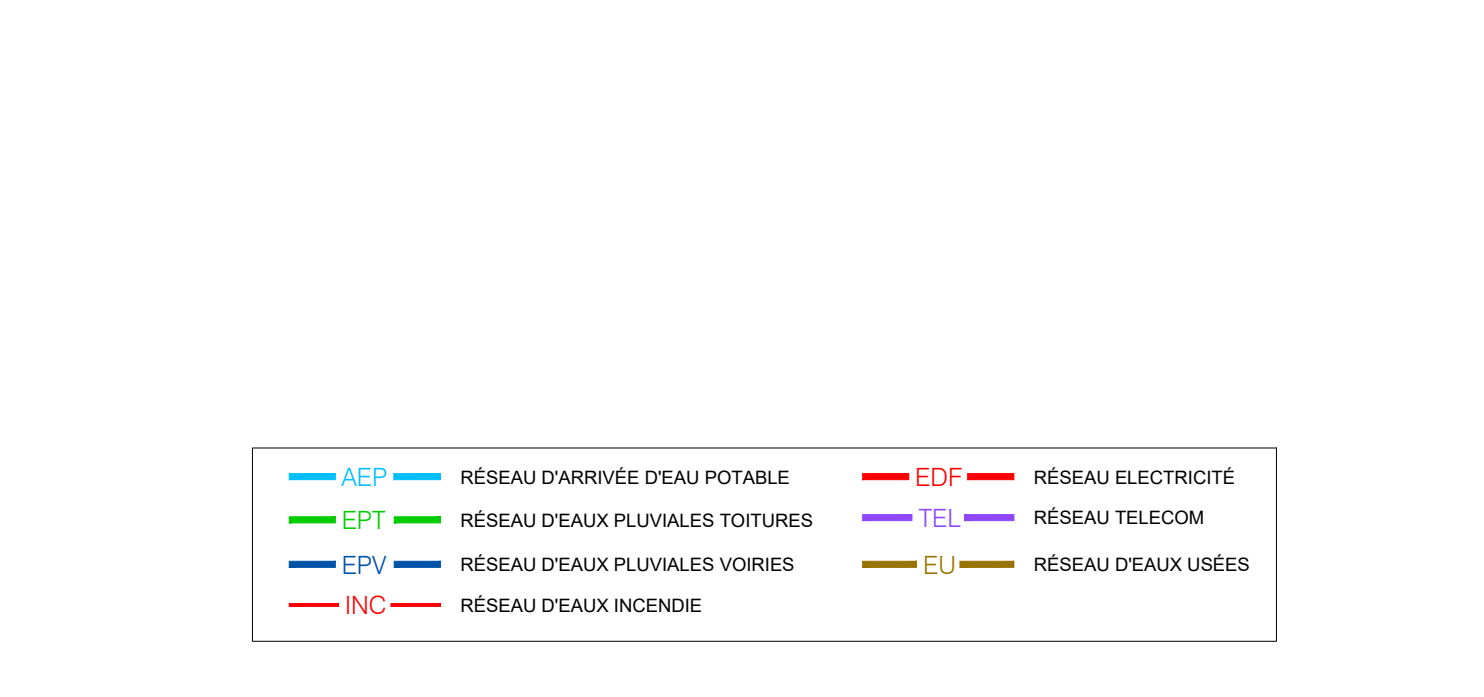 AEP RÉSEAU D'ARRIVÉE D'EAU POTABLE
EPT RÉSEAU D'EAUX PLUVIALES TOITURES
EPV RÉSEAU D'EAUX PLUVIALES VOIRIES
INC RÉSEAU D'EAUX INCENDIE
EDF RÉSEAU ELECTRICITÉ
TEL RÉSEAU TELECOM
EU RÉSEAU D'EAUX USÉES